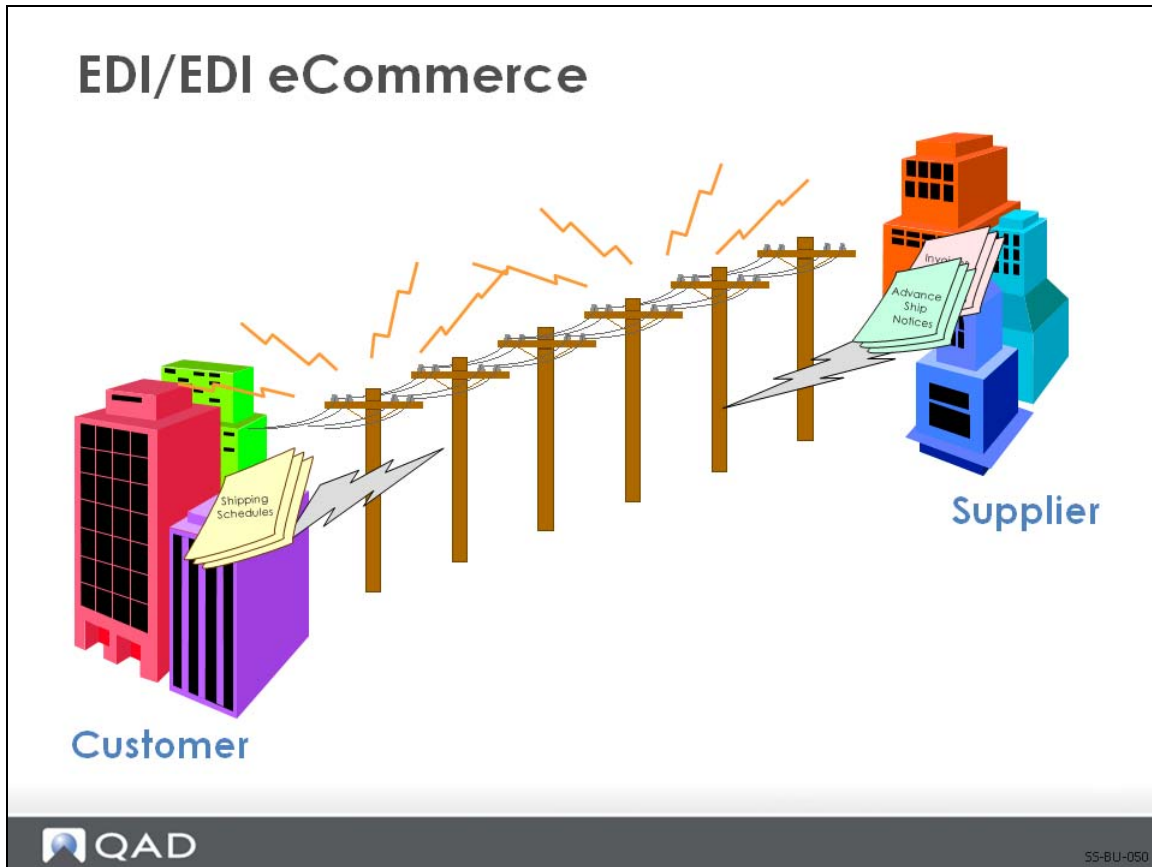 EDI/EDI eCommerce
Advance
Ship
Notices
Supplier
Shipping
Schedules
Customer
QAD
SS-BU-050